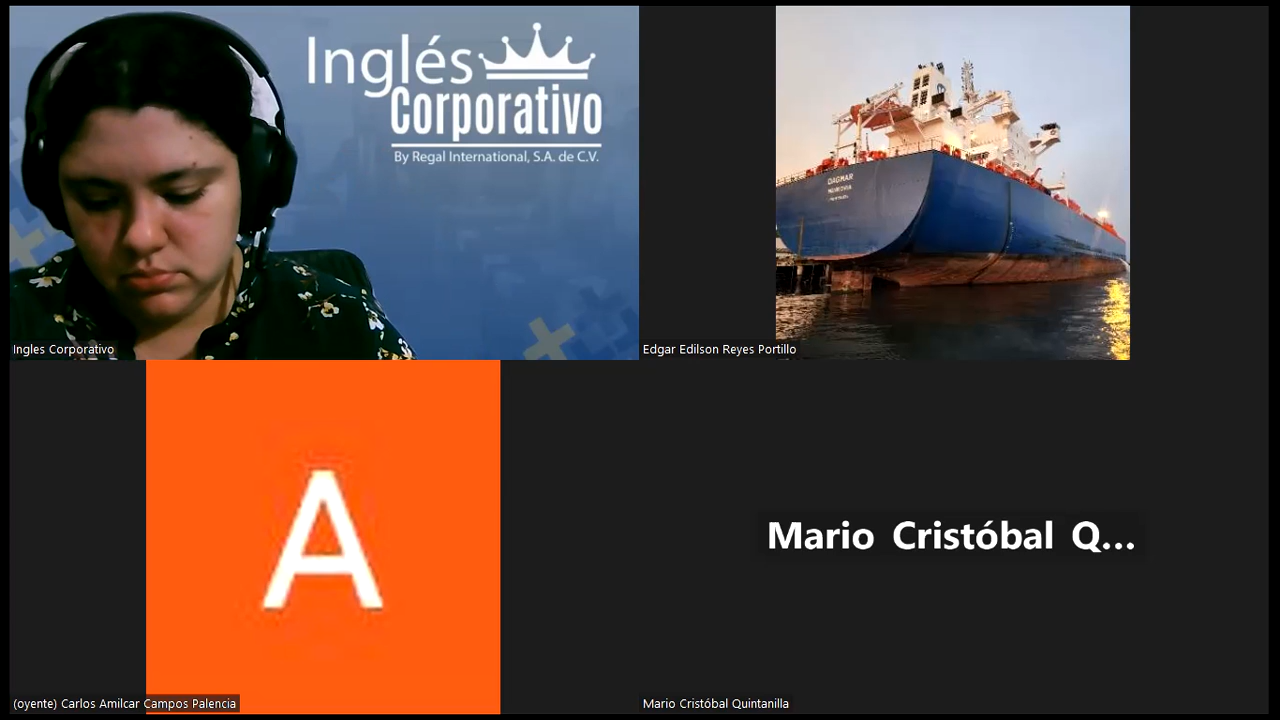 Inglés
Corporativo
By Regal International, S.A. de C.V.
Ingles Corporativo
DAGMAR
Edgar Edilson Reyes Portillo
A
(oyente) Carlos Amilcar Campos Palencia
Mario Cristóbal Q...
Mario Cristóbal Quintanilla